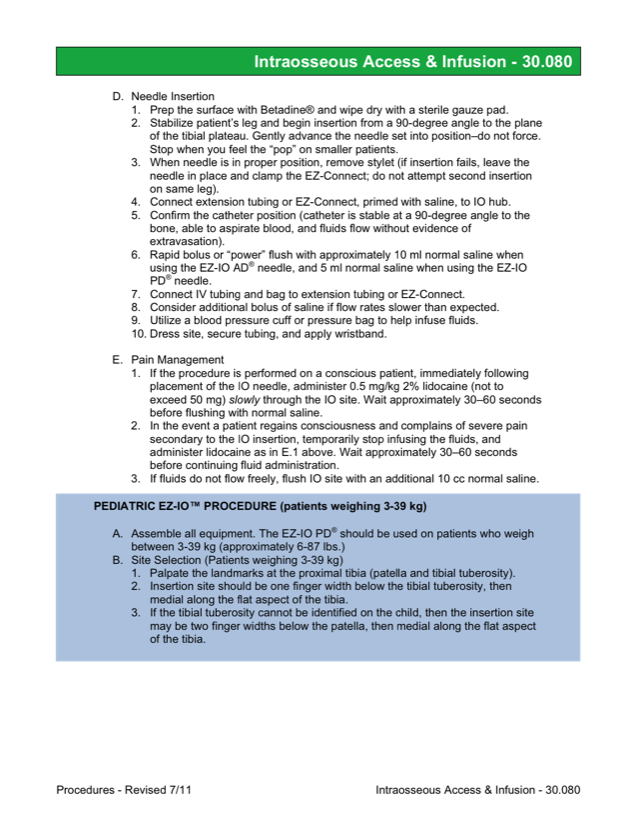 Intraosseous Access & Infusion - 30.080
D. Needle Insertion
1. Prep the surface with Betadine® and wipe dry with a sterile gauze pad.
2. Stabilize patient's leg and begin insertion from a 90-degree angle to the plane
of the tibial plateau. Gently advance the needle set into position–do not force.
Stop when you feel the “pop” on smaller patients.
3. When needle is in proper position, remove stylet (if insertion fails, leave the
needle in place and clamp the EZ-Connect; do not attempt second insertion
on same leg).
4. Connect extension tubing or EZ-Connect, primed with saline, to IO hub.
5. Confirm the catheter position (catheter is stable at a 90-degree angle to the
bone, able to aspirate blood, and fluids flow without evidence of
extravasation).
6. Rapid bolus or “power” flush with approximately 10 ml normal saline when
using the EZ-IO AD® needle, and 5 ml normal saline when using the EZ-IO
PD® needle.
7. Connect IV tubing and bag to extension tubing or EZ-Connect.
8. Consider additional bolus of saline if flow rates slower than expected.
9. Utilize a blood pressure cuff or pressure bag to help infuse fluids.
10. Dress site, secure tubing, and apply wristband.
E. Pain Management
1. If the procedure is performed on a conscious patient, immediately following
placement of the IO needle, administer 0.5 mg/kg 2% lidocaine (not to
exceed 50 mg) slowly through the IO site. Wait approximately 30–60 seconds
before flushing with normal saline.
2. In the event a patient regains consciousness and complains of severe pain
secondary to the IO insertion, temporarily stop infusing the fluids, and
administer lidocaine as in E.1 above. Wait approximately 30–60 seconds
before continuing fluid administration.
3. If fluids do not flow freely, flush IO site with an additional 10 cc normal saline.
PEDIATRIC EZ-IO™ PROCEDURE (patients weighing 3-39 kg)
A. Assemble all equipment. The EZ-IO PD® should be used on patients who weigh
between 3-39 kg (approximately 6-87 lbs.)
B. Site Selection (Patients weighing 3-39 kg)
1. Palpate the landmarks at the proximal tibia (patella and tibial tuberosity).
2. Insertion site should be one finger width below the tibial tuberosity, then
medial along the flat aspect of the tibia.
3. If the tibial tuberosity cannot be identified on the child, then the insertion site
may be two finger widths below the patella, then medial along the flat aspect
of the tibia.
Procedures - Revised 7/11 Intraosseous Access & Infusion - 30.080